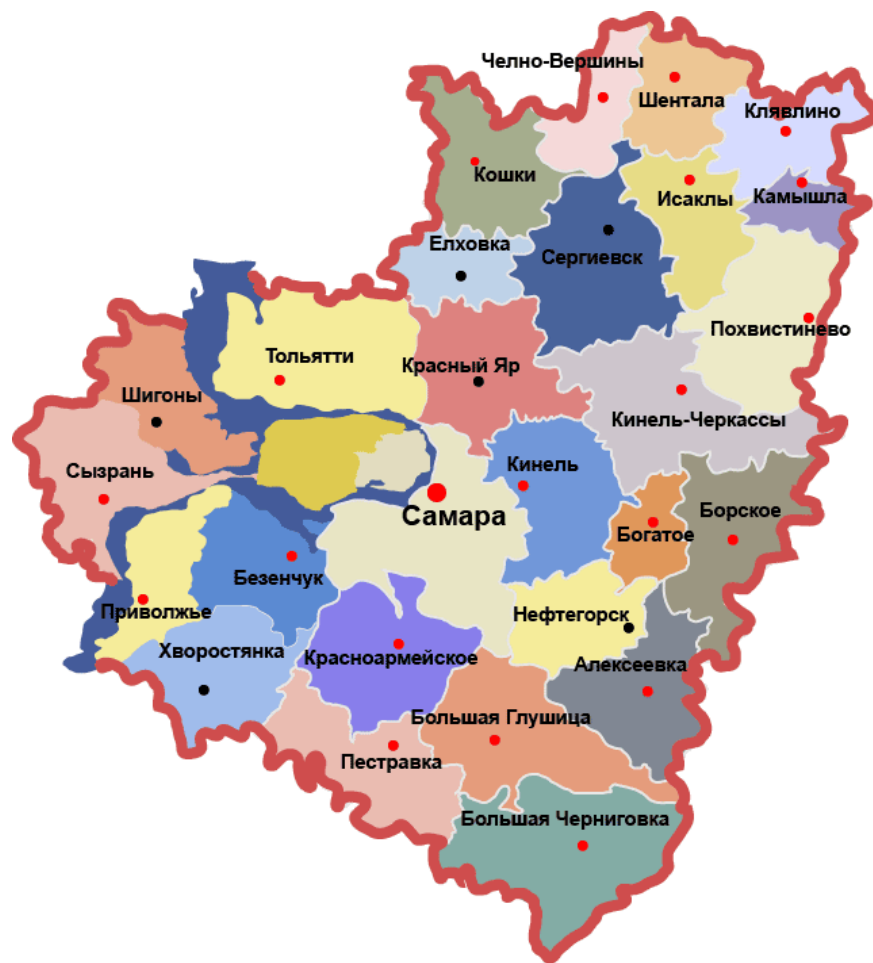 Челно-Вершины
Шентала
Клявлино
Кошки
Исаклы
Камышла
Елховка
Сергиевск
Похвистинево
Тольятти
Красный Яр
Шигоны
Кинель-Черкассы
Сызрань
Кинель
Самара
Борское
Богатое
Безенчук
Приволжье
Нефтегорск
Хворостянка
Красноармейское
Алексеевка
Большая Глушица
Пестравка
Большая Черниговка